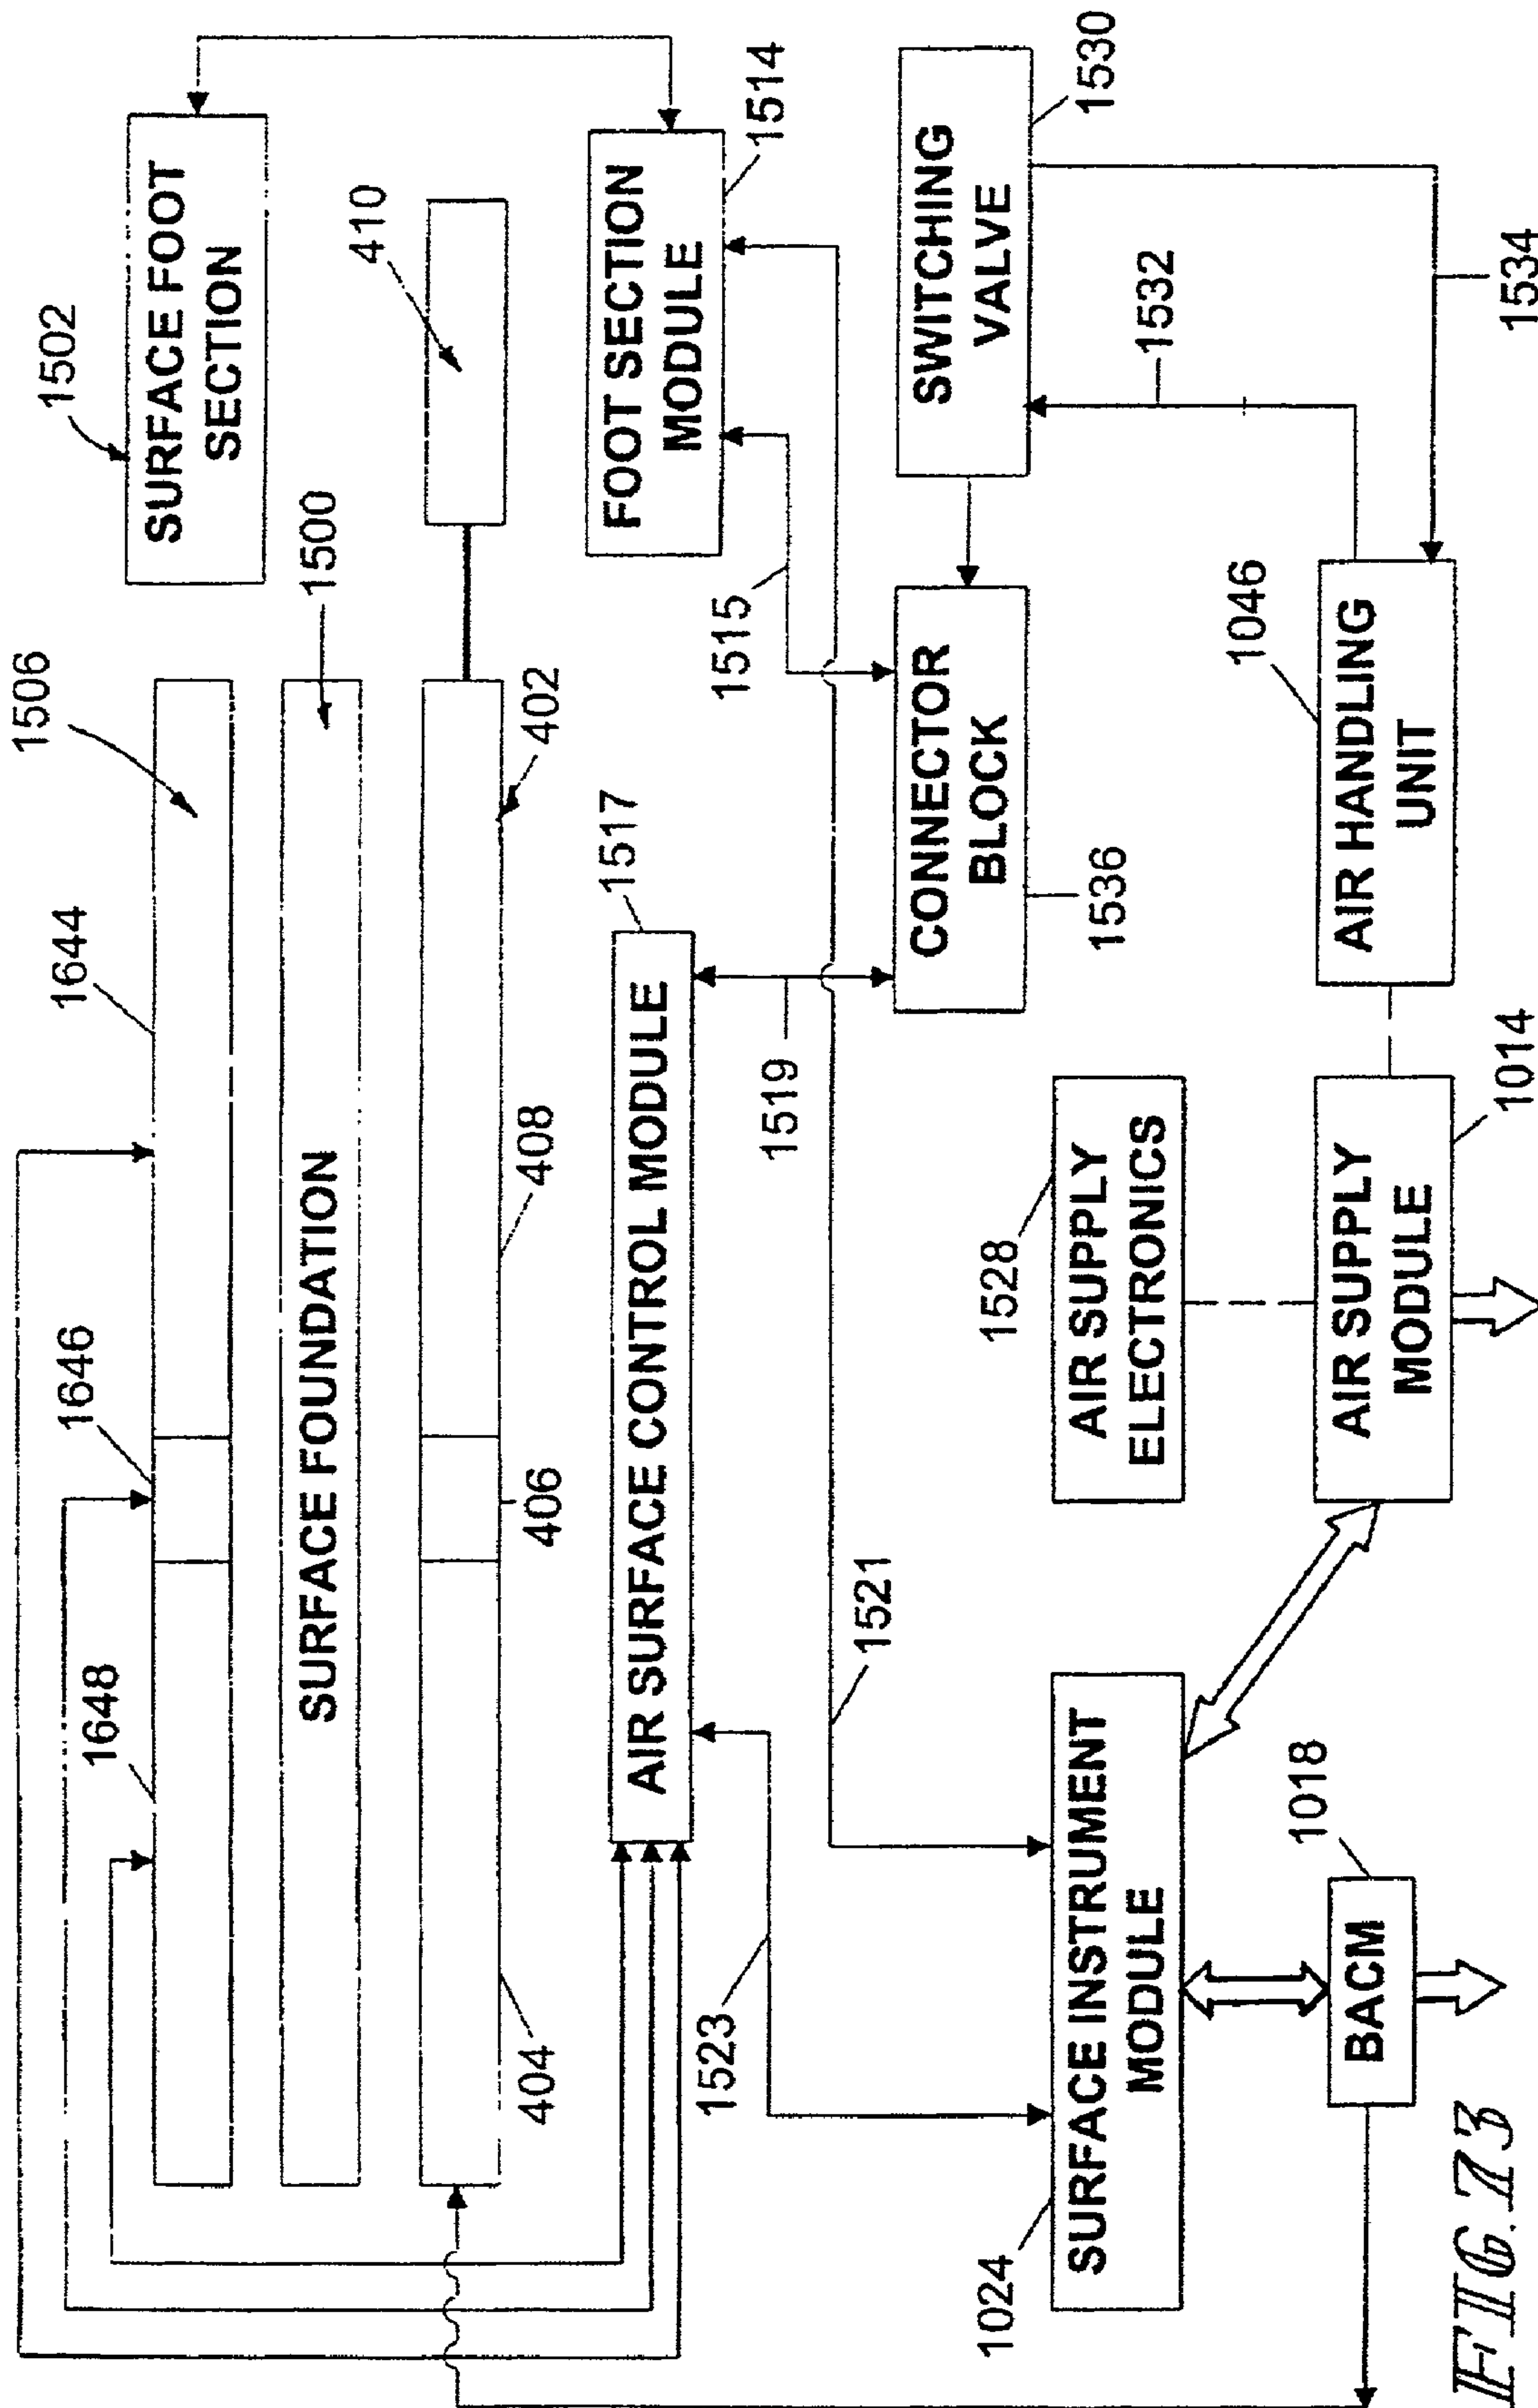 1502
SURFACE FOOT
SECTION
1506
1644
1646
1648
1500
SURFACE FOUNDATION
410
402
408
406
404
1514
FOOT SECTION
MODULE
1517
AIR SURFACE CONTROL MODULE
1515
1519
1521
1523
1530
SWITCHING
VALVE
1532
1534
CONNECTOR
BLOCK
1536
1046
AIR HANDLING
UNIT
1528
AIR SUPPLY
ELECTRONICS
1014
AIR SUPPLY
MODULE
1024
SURFACE INSTRUMENT
MODULE
1018
BACM
FIG. 73